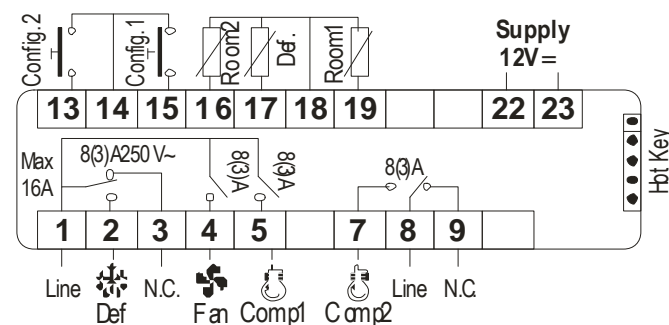 Config. 2
Config. 1
Room2
Def.
Room1
Supply
12V=
13 14 15 16 17 18 19 22 23
Max
16A
8(3)A250 V~
8(3)A
8(3)A
8(3)A
Hot Key
1 2 3 4 5 7 8 9
Line Def N.C. Fan Comp1 Comp2 Line N.C.